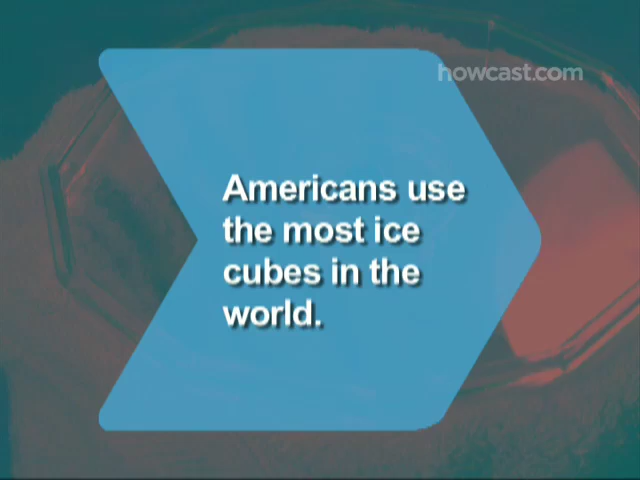 howcast.com
Americans use
the most ice
cubes in the
world.